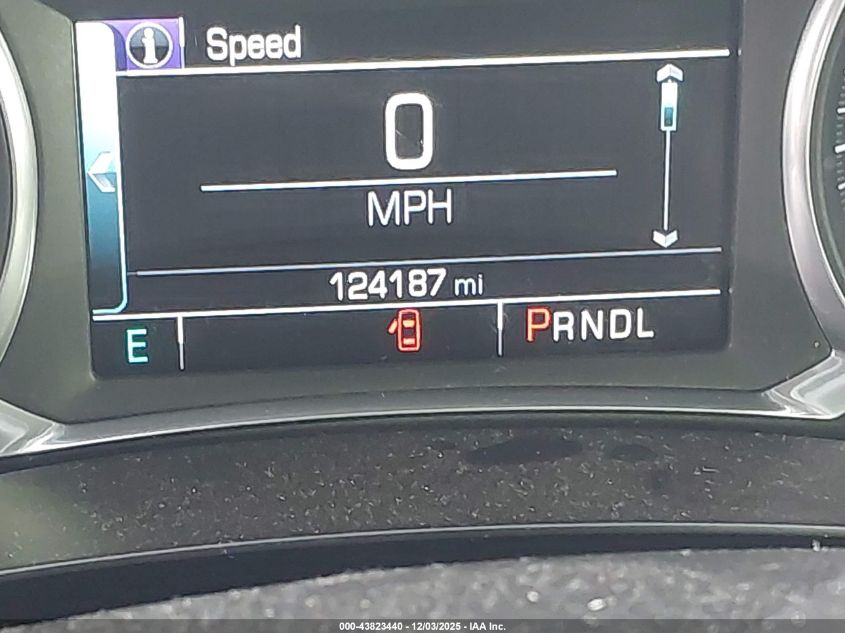 i Speed
0
MPH
124187 mi
E PRNDL
000-43823440 - 12/03/2025 - IAA Inc.